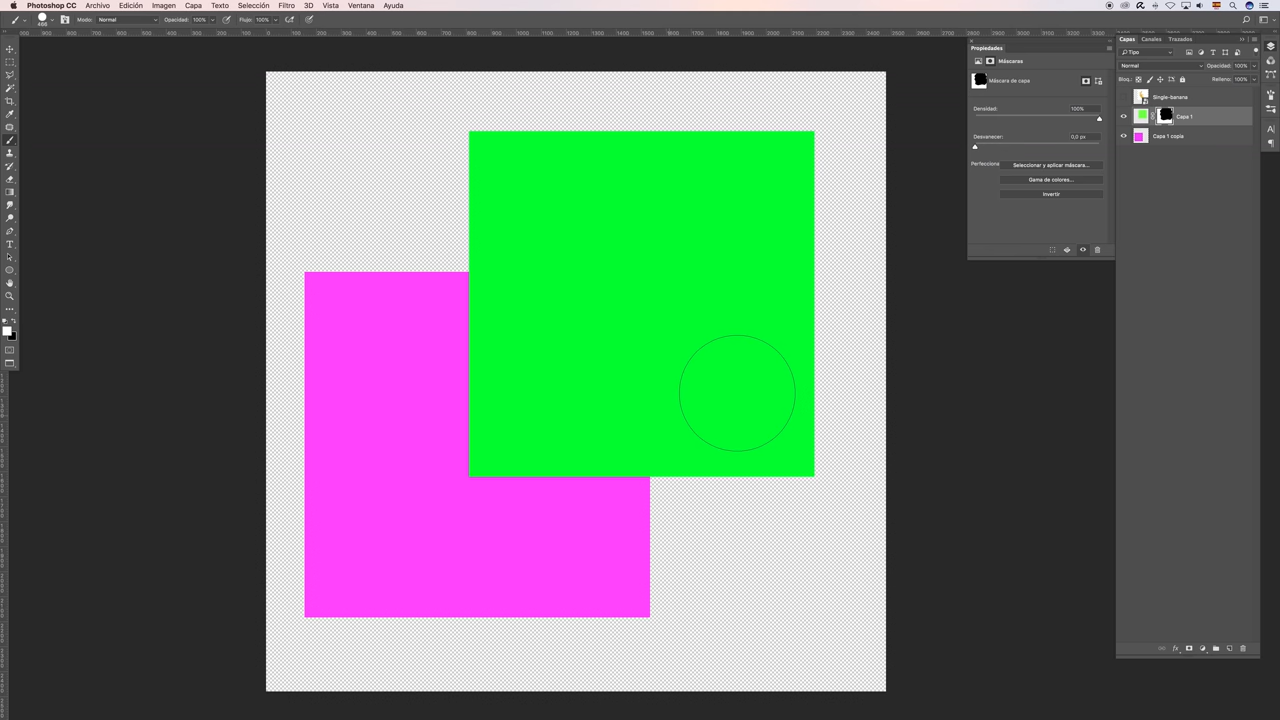 Photoshop CC Archivo Edición Imagen Capa Texto Selección Filtro 3D Vista Ventana Ayuda
466 Modo: Normal Opacidad: 100% Flujo: 100%
Propiedades
Máscaras
Máscara de capa
Densidad: 100%
Desvanecer: 0,0 px
Perfecciona
Seleccionar y aplicar máscara...
Gama de colores...
Invertir
Capas Canales Trazados
Tipo
Normal Opacidad: 100%
Bloq.: Relleno: 100%
Single-banana
Capa 1
Capa 1 copia